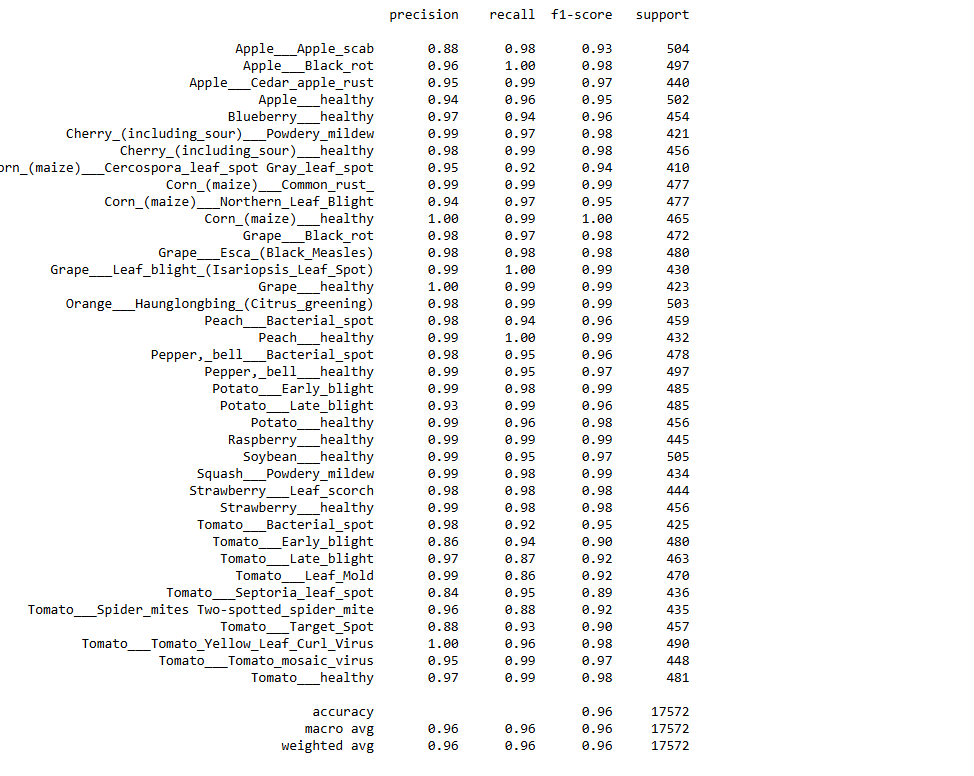 precision recall f1-score support
Apple___Apple_scab 0.88 0.98 0.93 504
Apple___Black_rot 0.96 1.00 0.98 497
Apple___Cedar_apple_rust 0.95 0.99 0.97 440
Apple___healthy 0.94 0.96 0.95 502
Blueberry___healthy 0.97 0.94 0.96 454
Cherry_(including_sour)___Powdery_mildew 0.99 0.97 0.98 421
Cherry_(including_sour)___healthy 0.98 0.99 0.98 456
orn_(maize)___Cercospora_leaf_spot Gray_leaf_spot 0.95 0.92 0.94 410
Corn_(maize)___Common_rust_ 0.99 0.99 0.99 477
Corn_(maize)___Northern_Leaf_Blight 0.94 0.97 0.95 477
Corn_(maize)___healthy 1.00 0.99 1.00 465
Grape___Black_rot 0.98 0.97 0.98 472
Grape___Esca_(Black_Measles) 0.98 0.98 0.98 480
Grape___Leaf_blight_(Isariopsis_Leaf_Spot) 0.99 1.00 0.99 430
Grape___healthy 1.00 0.99 0.99 423
Orange___Haunglongbing_(Citrus_greening) 0.98 0.99 0.99 503
Peach___Bacterial_spot 0.98 0.94 0.96 459
Peach___healthy 0.99 1.00 0.99 432
Pepper,_bell___Bacterial_spot 0.98 0.95 0.96 478
Pepper,_bell___healthy 0.99 0.95 0.97 497
Potato___Early_blight 0.99 0.98 0.99 485
Potato___Late_blight 0.93 0.99 0.96 485
Potato___healthy 0.99 0.96 0.98 456
Raspberry___healthy 0.99 0.99 0.99 445
Soybean___healthy 0.99 0.95 0.97 505
Squash___Powdery_mildew 0.99 0.98 0.99 434
Strawberry___Leaf_scorch 0.98 0.98 0.98 444
Strawberry___healthy 0.99 0.98 0.98 456
Tomato___Bacterial_spot 0.98 0.92 0.95 425
Tomato___Early_blight 0.86 0.94 0.90 480
Tomato___Late_blight 0.97 0.87 0.92 463
Tomato___Leaf_Mold 0.99 0.86 0.92 470
Tomato___Septoria_leaf_spot 0.84 0.95 0.89 436
Tomato___Spider_mites Two-spotted_spider_mite 0.96 0.88 0.92 435
Tomato___Target_Spot 0.88 0.93 0.90 457
Tomato___Tomato_Yellow_Leaf_Curl_Virus 1.00 0.96 0.98 490
Tomato___Tomato_mosaic_virus 0.95 0.99 0.97 448
Tomato___healthy 0.97 0.99 0.98 481
accuracy 0.96 17572
macro avg 0.96 0.96 0.96 17572
weighted avg 0.96 0.96 0.96 17572